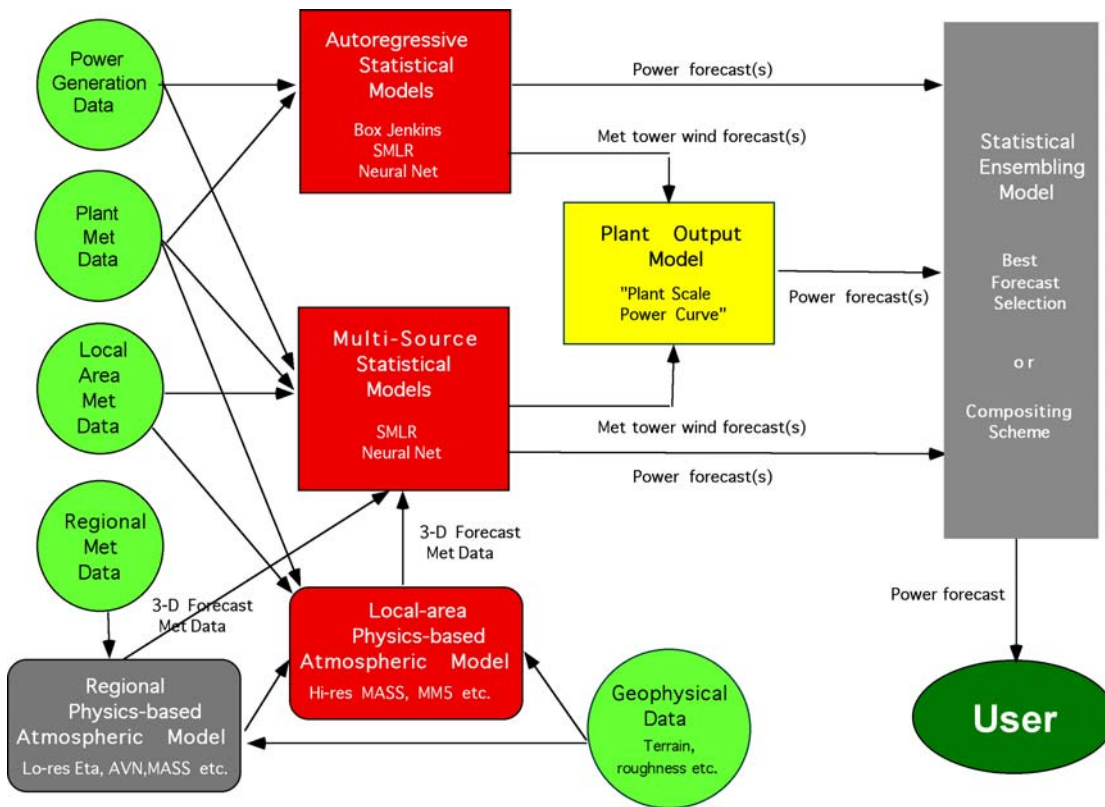 Power
Generation
Data
Autoregressive
Statistical
Models
Box Jenkins
SMLR
Neural Net
Power forecast(s)
Met tower wind forecast(s)
Statistical
Ensembling
Model
Best
Forecast
Selection
or
Compositing
Scheme
Plant
Met
Data
Plant Output
Model
"Plant Scale
Power Curve"
Power forecast(s)
Local
Area
Met
Data
Multi-Source
Statistical
Models
SMLR
Neural Net
Met tower wind forecast(s)
Power forecast(s)
Regional
Met
Data
3-D Forecast
Met Data
3-D Forecast
Met Data
Local-area
Physics-based
Atmospheric Model
Hi-res MASS, MM5 etc.
Power forecast
Regional
Physics-based
Atmospheric Model
Lo-res Eta, AVN,MASS etc.
Geophysical
Data
Terrain,
roughness etc.
User